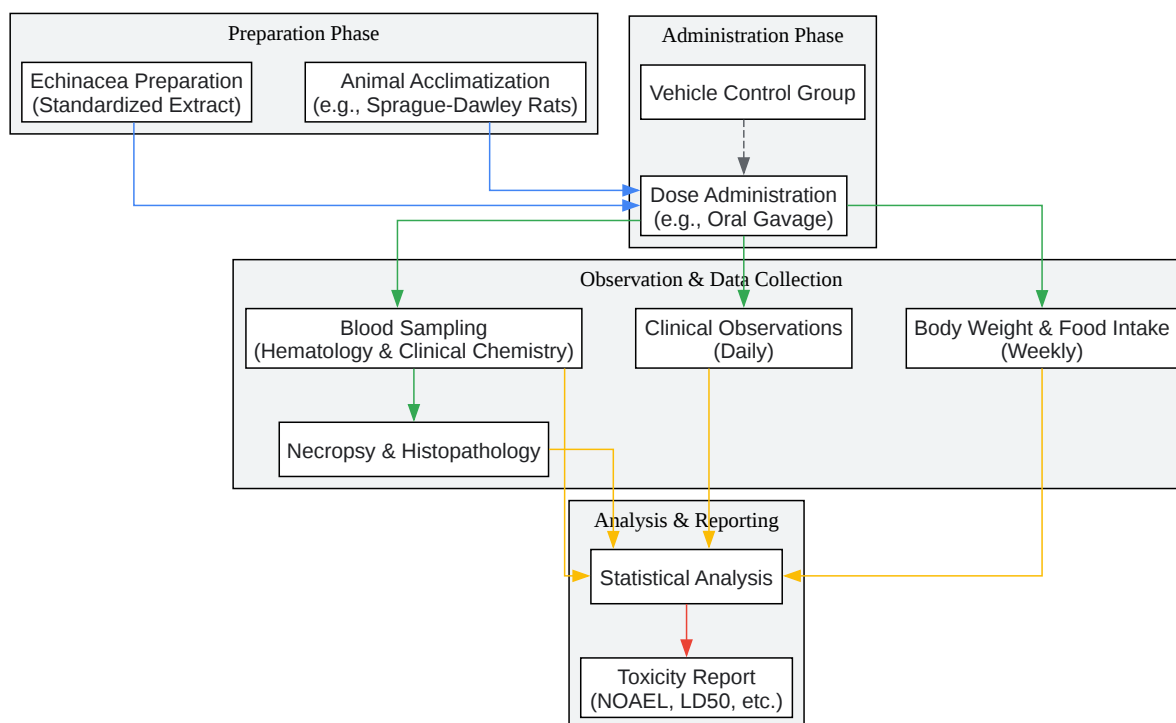 Preparation Phase
Echinacea Preparation
(Standardized Extract)
Animal Acclimatization
(e.g., Sprague-Dawley Rats)
Administration Phase
Vehicle Control Group
Dose Administration
(e.g., Oral Gavage)
Observation & Data Collection
Blood Sampling
(Hematology & Clinical Chemistry)
Clinical Observations
(Daily)
Body Weight & Food Intake
(Weekly)
Necropsy & Histopathology
Analysis & Reporting
Statistical Analysis
Toxicity Report
(NOAEL, LD50, etc.)